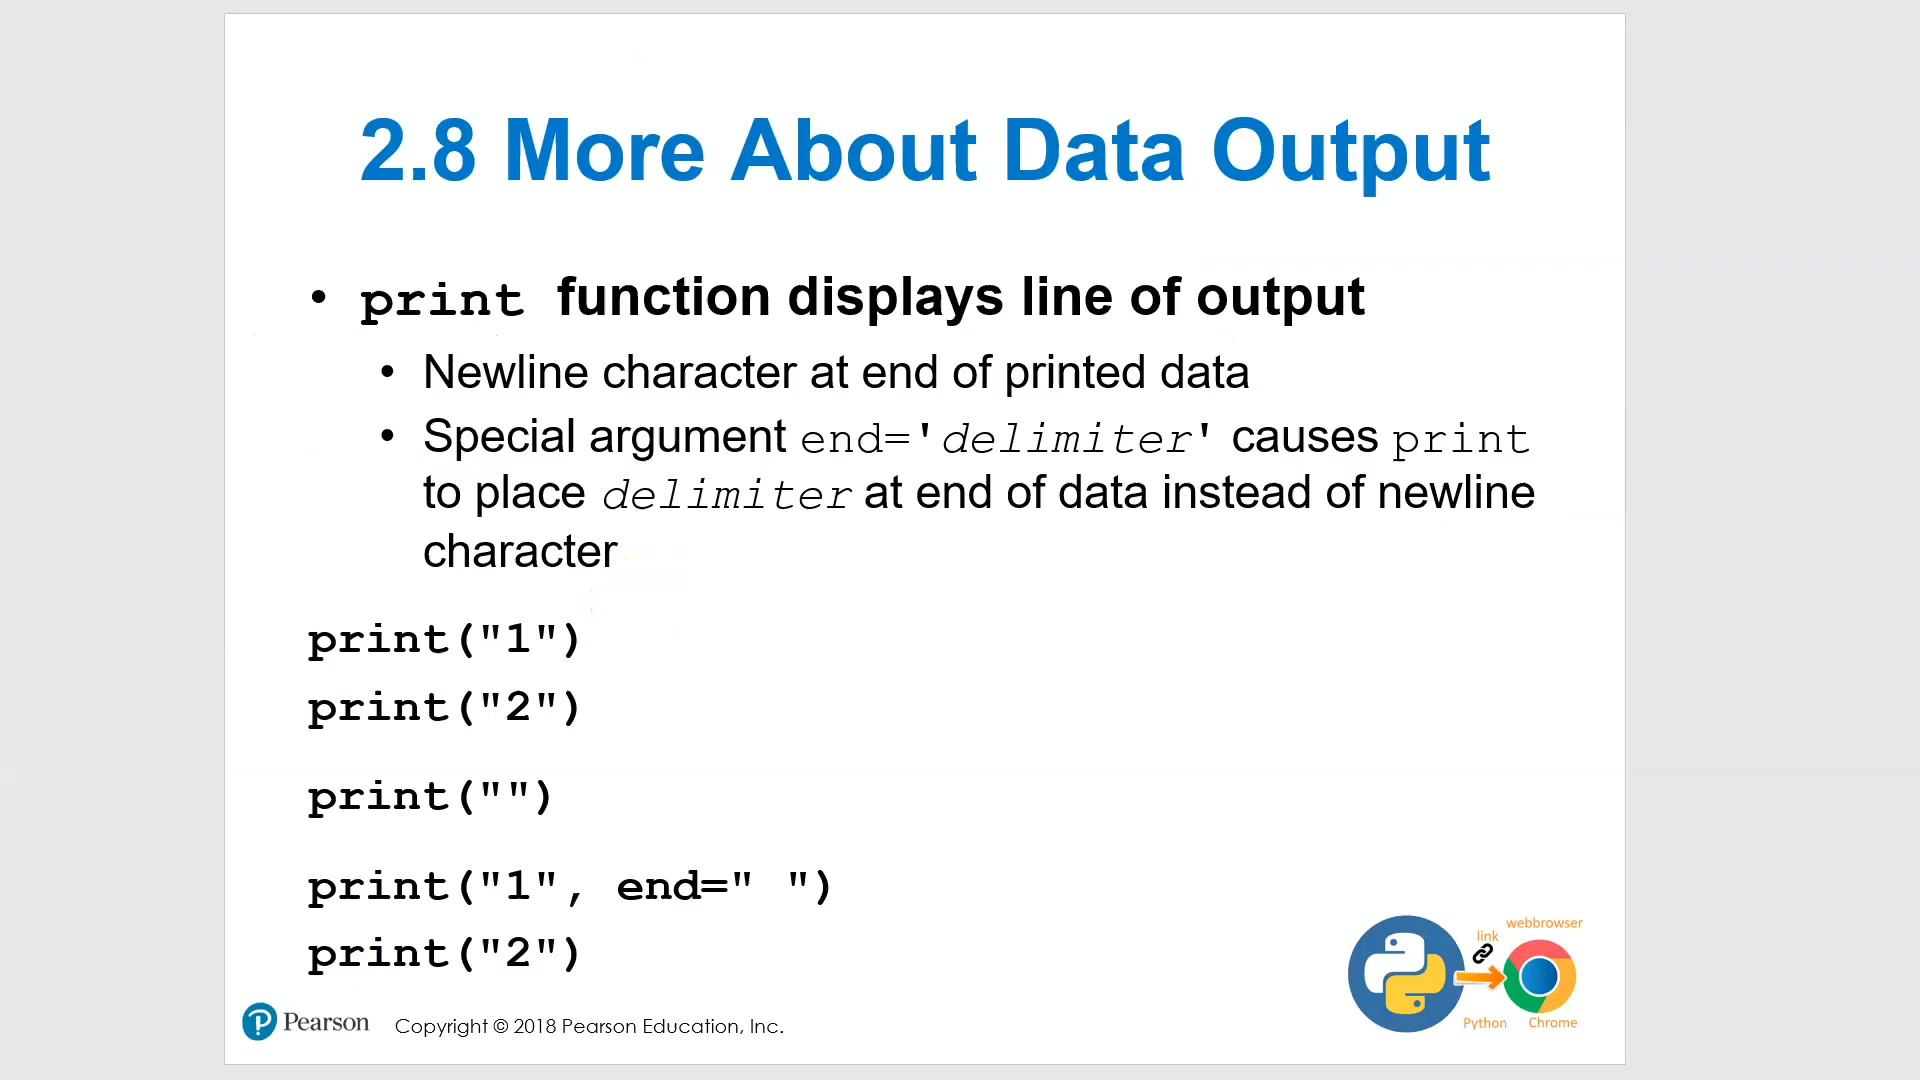 2.8 More About Data Output
• print function displays line of output
• Newline character at end of printed data
• Special argument end='delimiter' causes print
to place delimiter at end of data instead of newline
character
print("1")
print("2")
print("")
print("1", end=" ")
print("2")
webbrowser
link
Python Chrome
Pearson Copyright © 2018 Pearson Education, Inc.